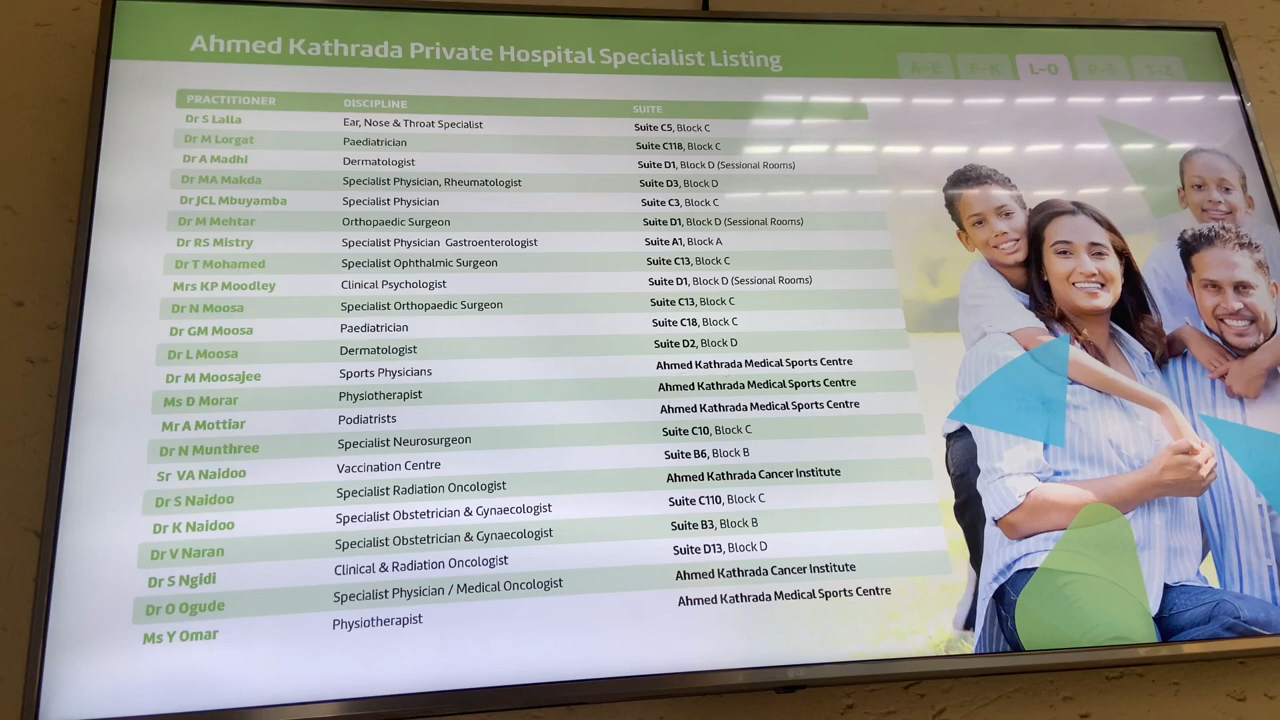 Ahmed Kathrada Private Hospital Specialist Listing
A-E E-K L-O P-S T-Z
PRACTITIONER DISCIPLINE SUITE
Dr S Laila Ear, Nose & Throat Specialist Suite C5, Block C
Dr M Lorgat Paediatrician Suite C118, Block C
Dr A Madhi Dermatologist Suite D1, Block D (Sessional Rooms)
Dr MA Makda Specialist Physician, Rheumatologist Suite D3, Block D
Dr JCL Mbuyamba Specialist Physician Suite C3, Block C
Dr M Mehtar Orthopaedic Surgeon Suite D1, Block D (Sessional Rooms)
Dr RS Mistry Specialist Physician Gastroenterologist Suite A1, Block A
Dr T Mohamed Specialist Ophthalmic Surgeon Suite C13, Block C
Mrs KP Moodley Clinical Psychologist Suite D1, Block D (Sessional Rooms)
Dr N Moosa Specialist Orthopaedic Surgeon Suite C13, Block C
Dr GM Moosa Paediatrician Suite C18, Block C
Dr L Moosa Dermatologist Suite D2, Block D
Dr M Moosajee Sports Physicians Ahmed Kathrada Medical Sports Centre
Ms D Morar Physiotherapist Ahmed Kathrada Medical Sports Centre
Mr A Mottiar Podiatrists Ahmed Kathrada Medical Sports Centre
Dr N Munthree Specialist Neurosurgeon Suite C10, Block C
Sr VA Naidoo Vaccination Centre Suite B6, Block B
Dr S Naidoo Specialist Radiation Oncologist Ahmed Kathrada Cancer Institute
Dr K Naidoo Specialist Obstetrician & Gynaecologist Suite C110, Block C
Dr V Naran Specialist Obstetrician & Gynaecologist Suite B3, Block B
Dr S Ngidi Clinical & Radiation Oncologist Suite D13, Block D
Dr O Ogude Specialist Physician / Medical Oncologist Ahmed Kathrada Cancer Institute
Ms Y Omar Physiotherapist Ahmed Kathrada Medical Sports Centre
LG